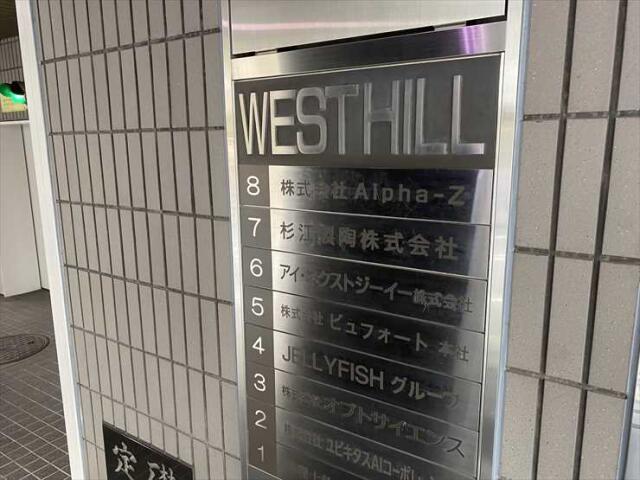 WESTHILL
8 株式会社 Alpha-Z
7 杉江製陶株式会社
6 アイ・ネクストジーイー株式会社
5 株式会社 ビュフォート 本社
4 JELLYFISH グループ
3 株式会社オプトサイエンス
2 株式会社 ユビキタスAIコーポレ
1
定礎